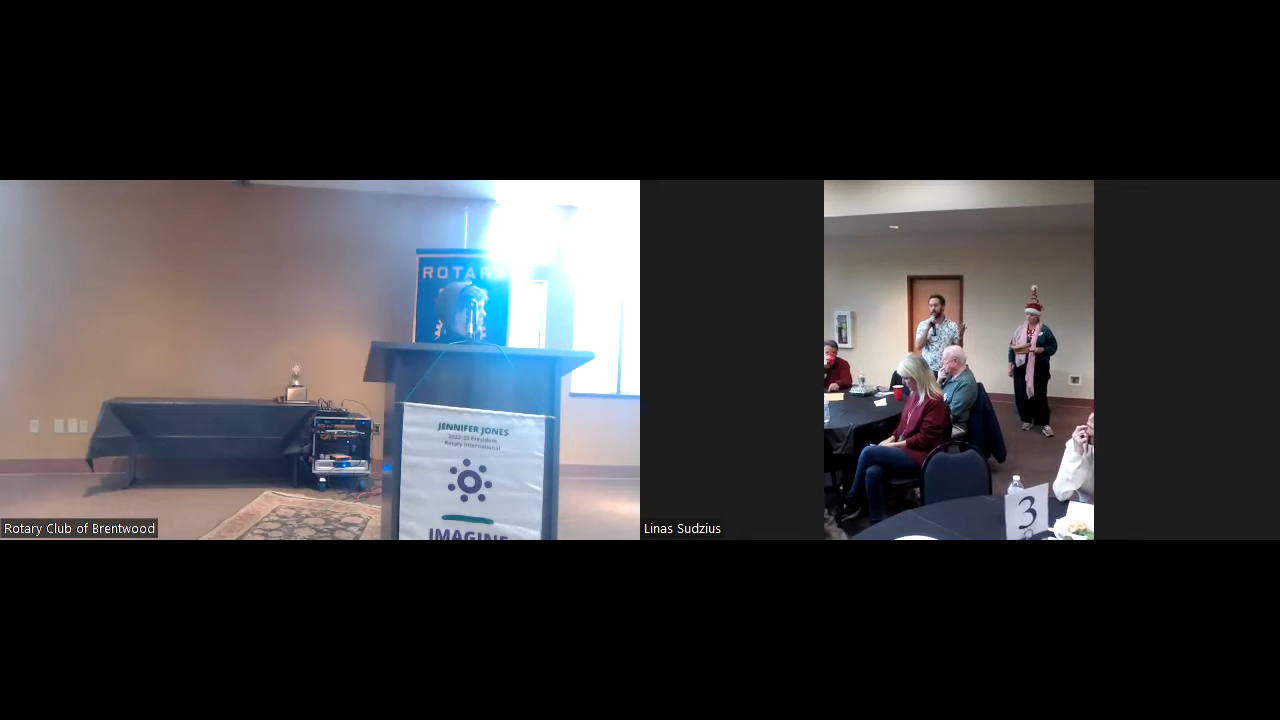 ROTARY
JENNIFER JONES
2022-23 President
Rotary International
IMAGINE
Rotary Club of Brentwood
Linas Sudzius
3